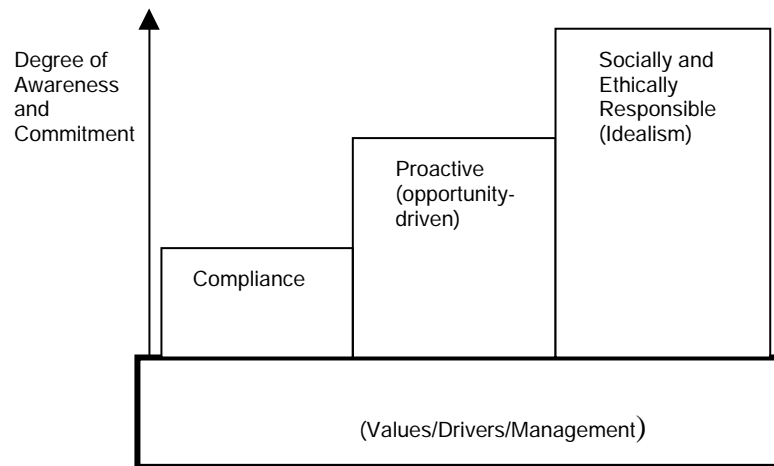 Degree of
Awareness
and
Commitment
Compliance
Proactive
(opportunity-
driven)
Socially and
Ethically
Responsible
(Idealism)
(Values/Drivers/Management)